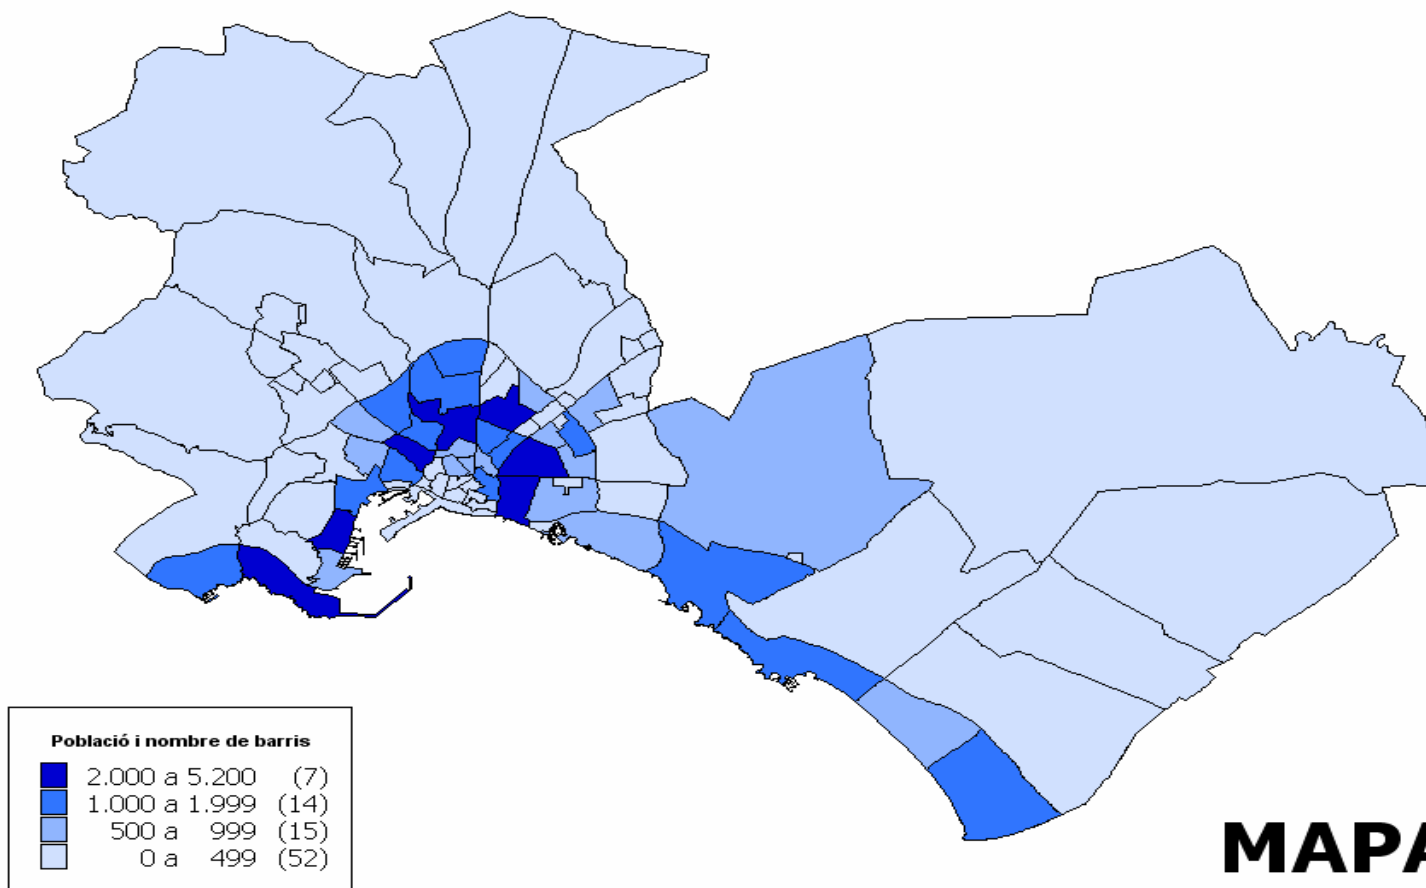 Població i nombre de barris
2.000 a 5.200 (7)
1.000 a 1.999 (14)
500 a 999 (15)
0 a 499 (52)
MAPA